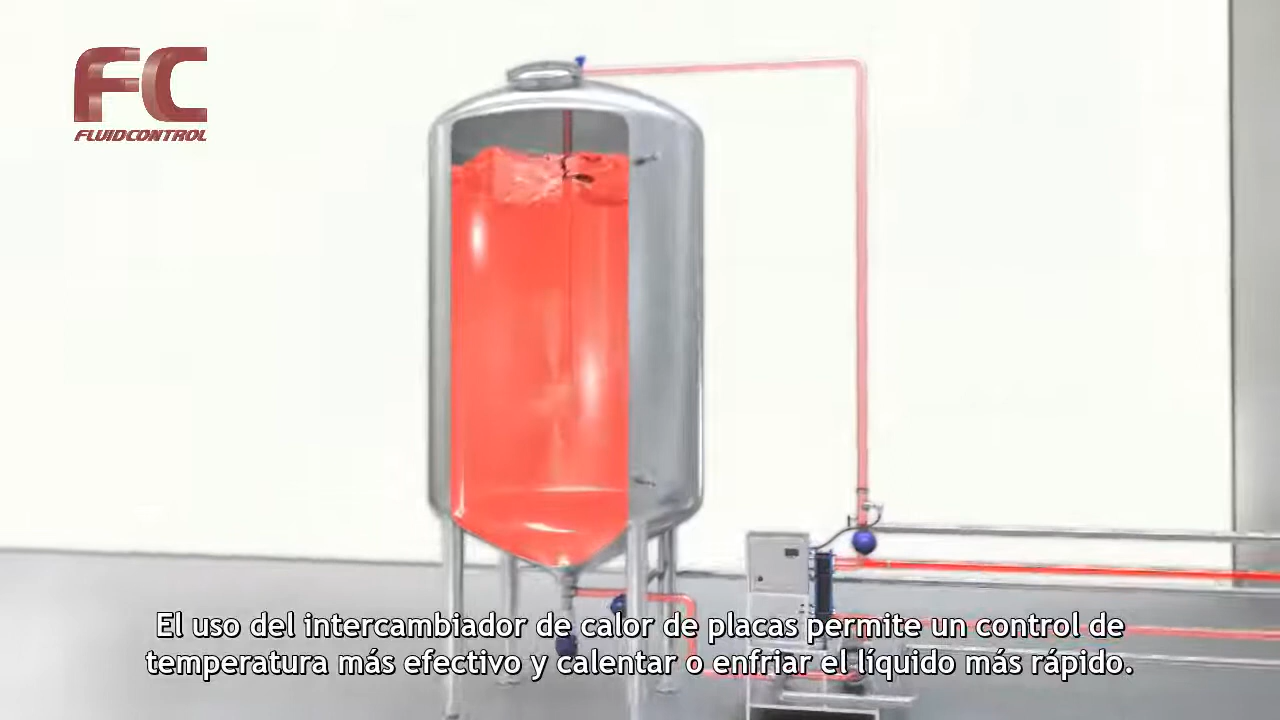 FC
FLUIDCONTROL
El uso del intercambiador de calor de placas permite un control de
temperatura más efectivo y calentar o enfriar el líquido más rápido.